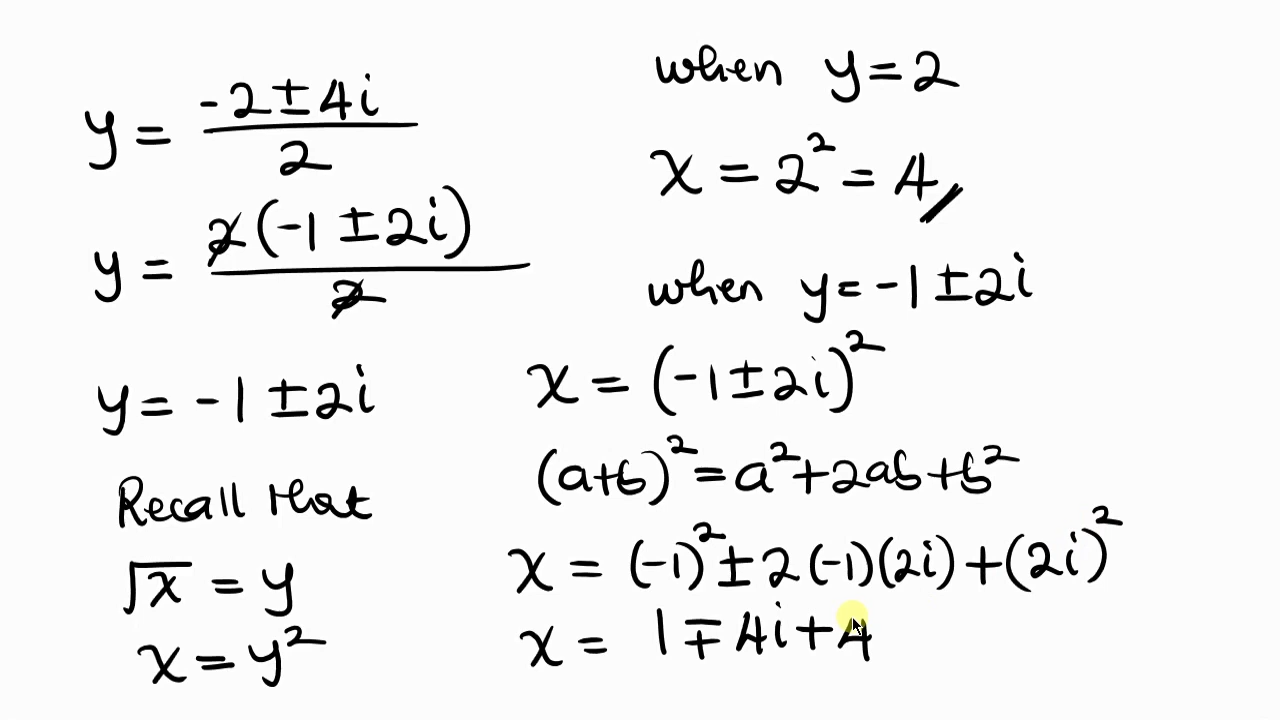 y = -2±4i / 2
y = 2(-1 ±2i) / 2
y = -1 ±2i
Recall that
√x = y
x = y²
when y = 2
x = 2² = 4
when y = -1 ±2i
x = (-1 ±2i)²
(a+b)² = a²+2ab+b²
x = (-1)² ± 2(-1)(2i) + (2i)²
x = 1 ∓ 4i + 4